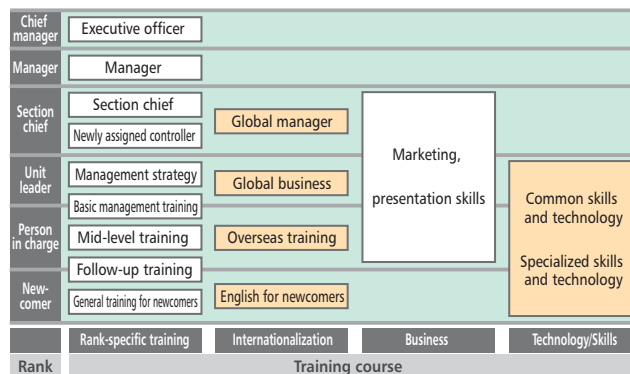 Chief
manager
Executive officer
Manager
Manager
Section
chief
Section chief
Newly assigned controller
Global manager
Marketing,
presentation skills
Unit
leader
Management strategy
Basic management training
Global business
Common skills
and technology
Specialized skills
and technology
Person
in charge
Mid-level training
Overseas training
Follow-up training
New-
comer
General training for newcomers
English for newcomers
Rank-specific training
Internationalization
Business
Technology/Skills
Rank
Training course